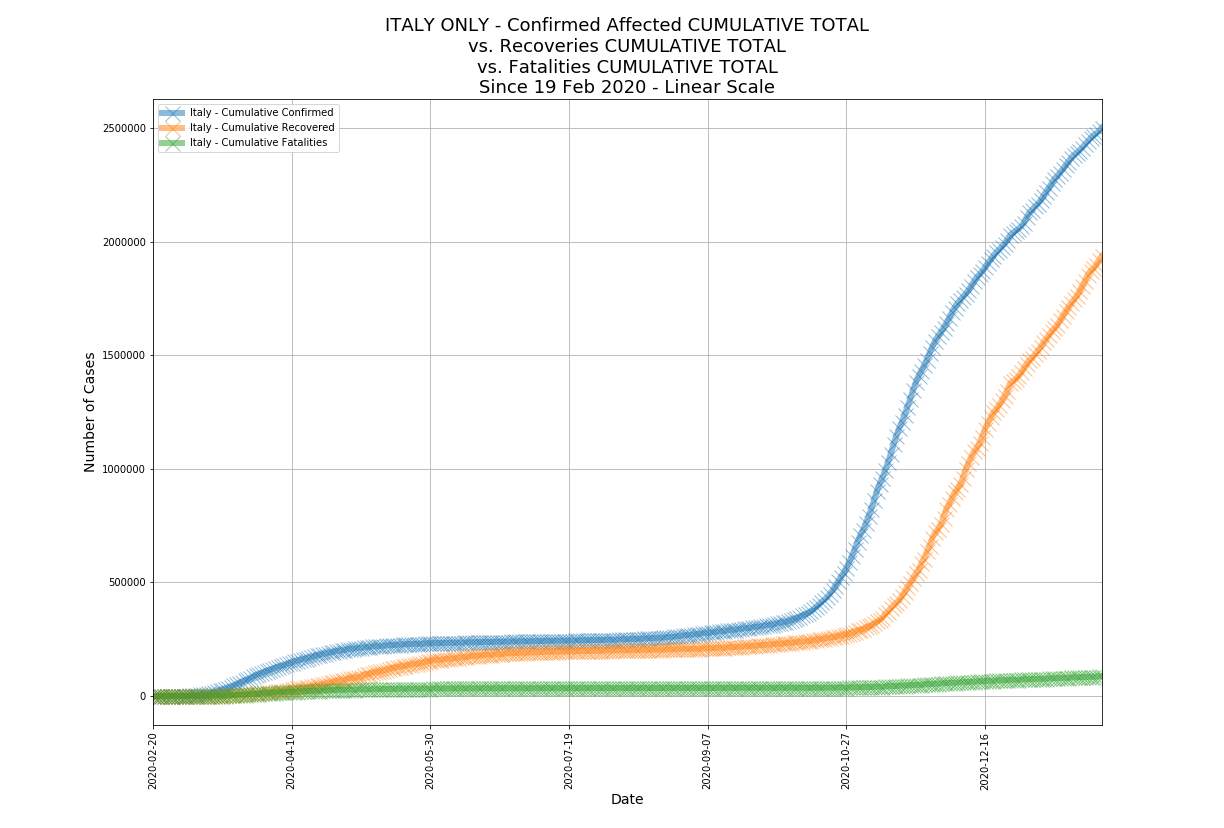 ITALY ONLY - Confirmed Affected CUMULATIVE TOTAL
vs. Recoveries CUMULATIVE TOTAL
vs. Fatalities CUMULATIVE TOTAL
Since 19 Feb 2020 - Linear Scale
Italy - Cumulative Confirmed
Italy - Cumulative Recovered
Italy - Cumulative Fatalities
Number of Cases
2500000
2000000
1500000
1000000
500000
0
2020-02-20
2020-04-10
2020-05-30
2020-07-19
2020-09-07
2020-10-27
2020-12-16
Date